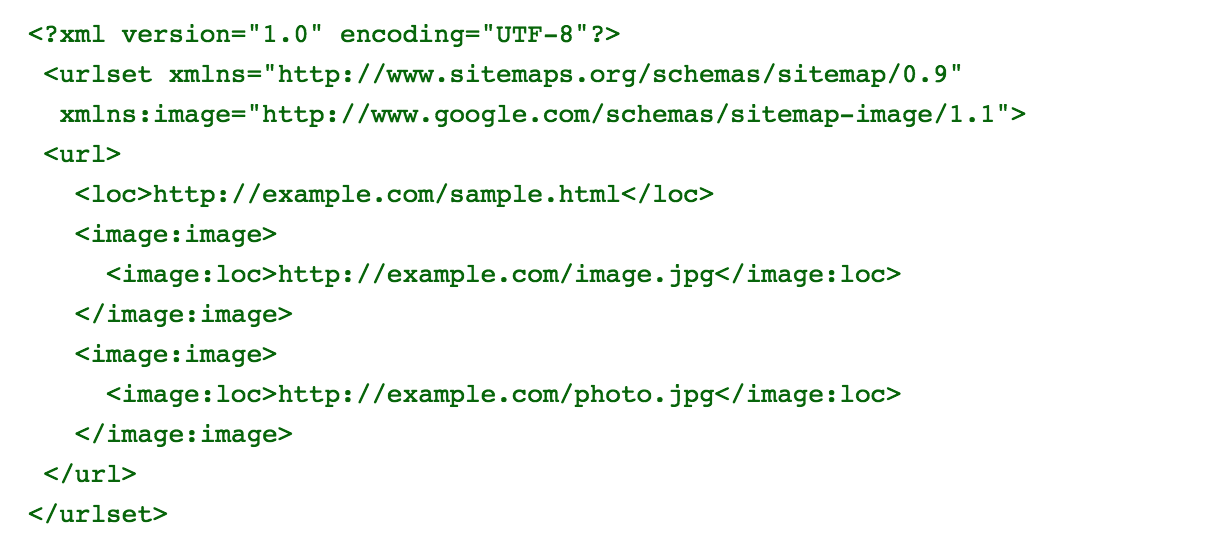 <?xml version="1.0" encoding="UTF-8"?>
<urlset xmlns="http://www.sitemaps.org/schemas/sitemap/0.9"
xmlns:image="http://www.google.com/schemas/sitemap-image/1.1">
<url>
<loc>http://example.com/sample.html</loc>
<image:image>
<image:loc>http://example.com/image.jpg</image:loc>
</image:image>
<image:image>
<image:loc>http://example.com/photo.jpg</image:loc>
</image:image>
</url>
</urlset>